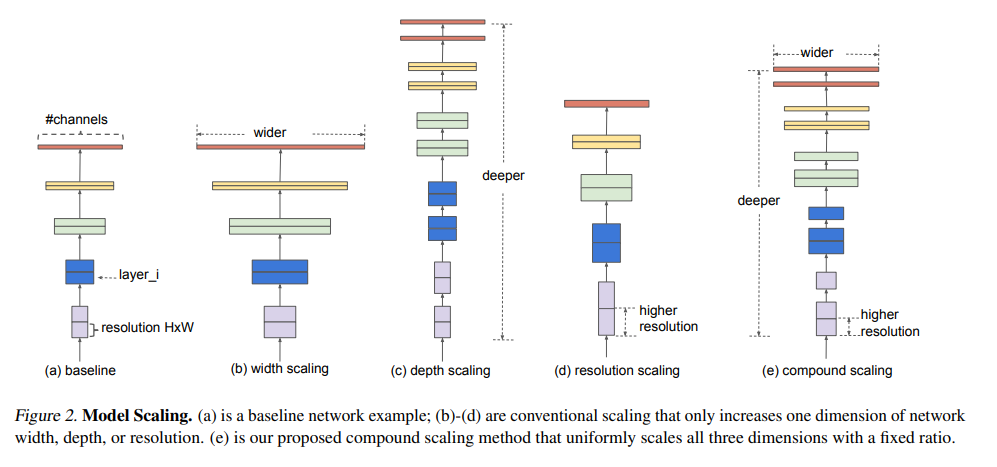 #channels
layer_i
resolution HxW
(a) baseline
wider
(b) width scaling
deeper
(c) depth scaling
higher
resolution
(d) resolution scaling
wider
deeper
higher
resolution
(e) compound scaling
Figure 2. Model Scaling. (a) is a baseline network example; (b)-(d) are conventional scaling that only increases one dimension of network
width, depth, or resolution. (e) is our proposed compound scaling method that uniformly scales all three dimensions with a fixed ratio.